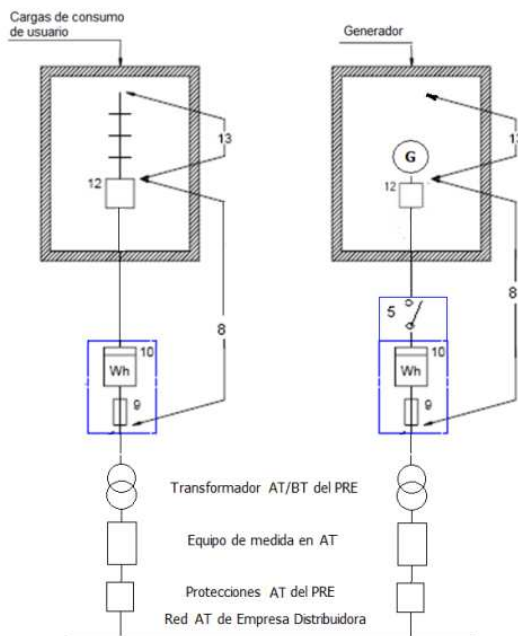 Cargas de consumo
de usuario
Generador
13
12
G
12
8
5
8
10
Wh
9
10
Wh
9
Transformador AT/BT del PRE
Equipo de medida en AT
Protecciones AT del PRE
Red AT de Empresa Distribuidora